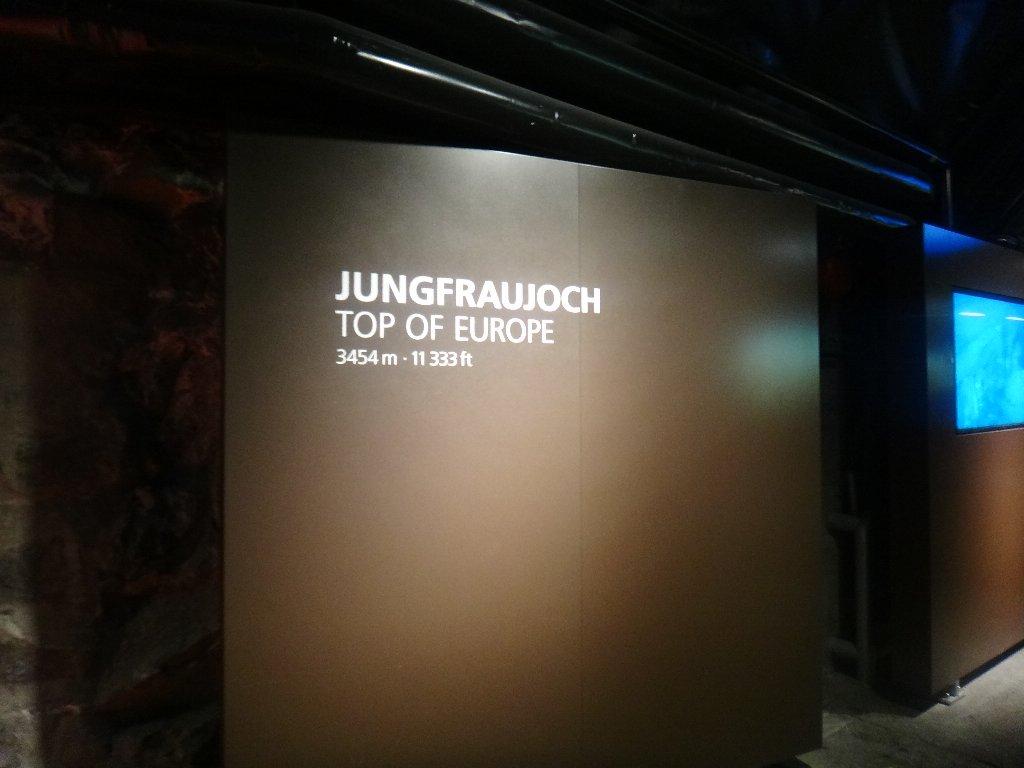 JUNGFRAUJOCH
TOP OF EUROPE
3454 m · 11 333 ft